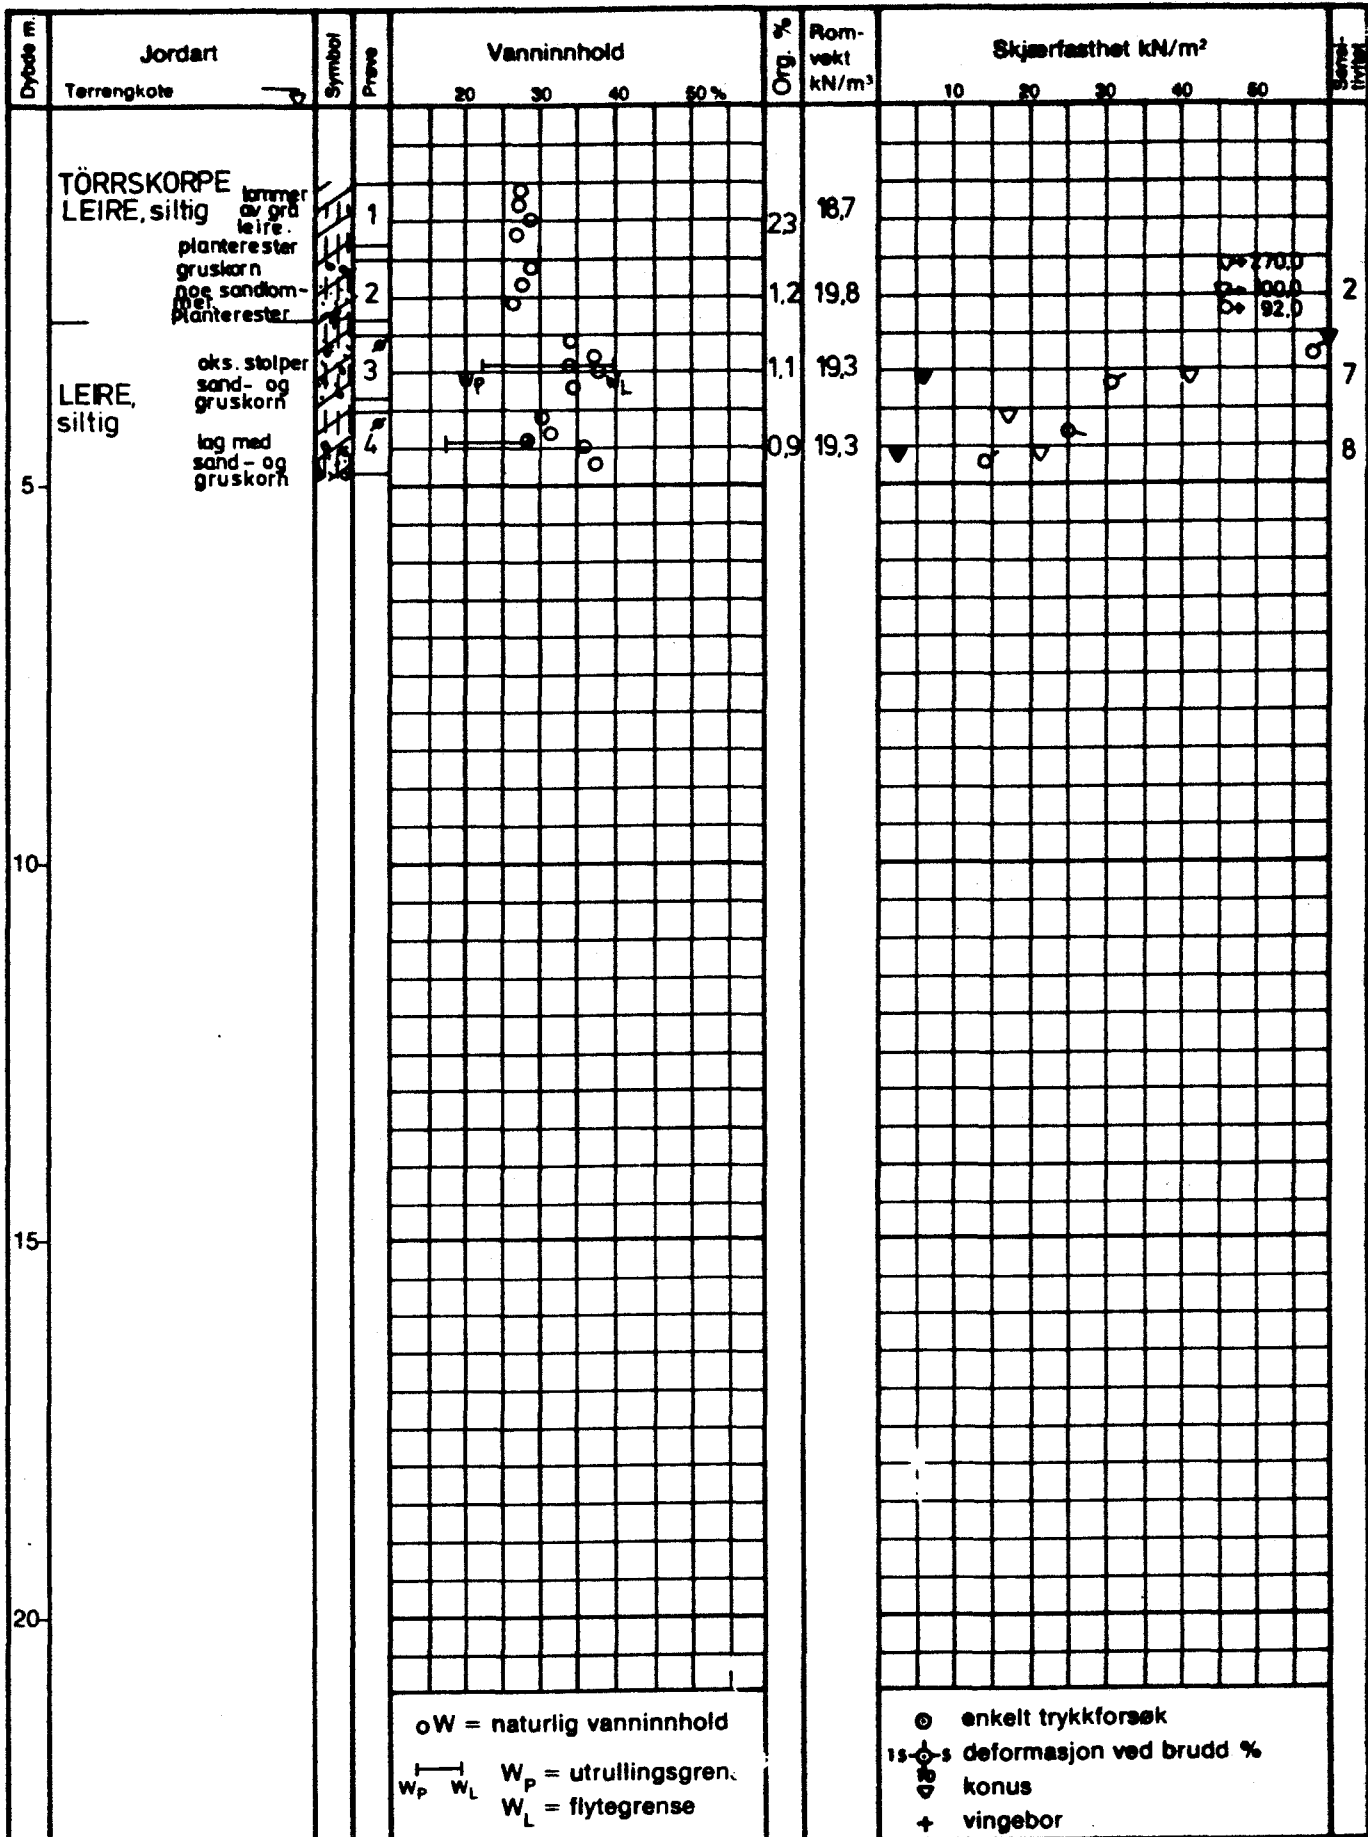 Dybde m.
Jordart
Terrengkote
Symbol
Prøve
Vanninnhold
20 30 40 50 %
Org. %
Rom-
vekt
kN/m³
Skjærfasthet kN/m²
10 20 30 40 50
Sensi-
tivitet
TÖRRSKORPE
LEIRE, siltig
lommer
av grå
leire.
planterester
gruskorn
noe sandlom-
mer
Planterester
1
2,3
18,7
270,0
2
1,2
19,8
100,0
92,0
2
LEIRE,
siltig
oks. stolper
sand- og
gruskorn
3
P
L
1,1
19,3
7
lag med
sand- og
gruskorn
4
0,9
19,3
8
5
10
15
20
o W = naturlig vanninnhold
W_P W_L W_P = utrullingsgren.
W_L = flytegrense
enkelt trykkforsøk
15 5 deformasjon ved brudd %
10
konus
+ vingebor